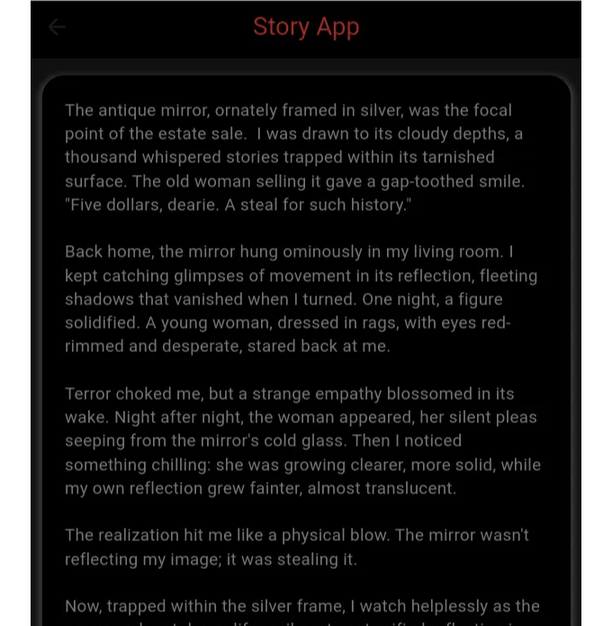 Story App
The antique mirror, ornately framed in silver, was the focal
point of the estate sale.  I was drawn to its cloudy depths, a
thousand whispered stories trapped within its tarnished
surface. The old woman selling it gave a gap-toothed smile.
"Five dollars, dearie. A steal for such history."
Back home, the mirror hung ominously in my living room. I
kept catching glimpses of movement in its reflection, fleeting
shadows that vanished when I turned. One night, a figure
solidified. A young woman, dressed in rags, with eyes red-
rimmed and desperate, stared back at me.
Terror choked me, but a strange empathy blossomed in its
wake. Night after night, the woman appeared, her silent pleas
seeping from the mirror's cold glass. Then I noticed
something chilling: she was growing clearer, more solid, while
my own reflection grew fainter, almost translucent.
The realization hit me like a physical blow. The mirror wasn't
reflecting my image; it was stealing it.
Now, trapped within the silver frame, I watch helplessly as the